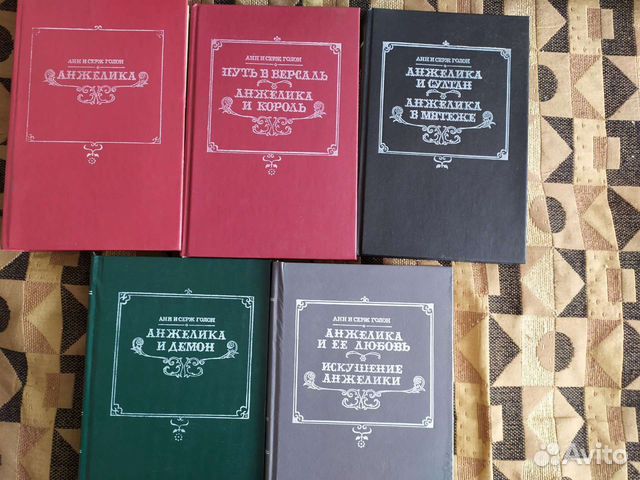 АНН И СЕРЖ ГОЛОН
АНЖЕЛИКА
АНН И СЕРЖ ГОЛОН
ПУТЬ В ВЕРСАЛЬ
АНЖЕЛИКА
И КОРОЛЬ
АНН И СЕРЖ ГОЛОН
АНЖЕЛИКА
И СУЛТАН
АНЖЕЛИКА
В МЯТЕЖЕ
АНН И СЕРЖ ГОЛОН
АНЖЕЛИКА
И ДЕМОН
АНН И СЕРЖ ГОЛОН
АНЖЕЛИКА
И ЕЕ ЛЮБОВЬ
ИСКУШЕНИЕ
АНЖЕЛИКИ
Avito